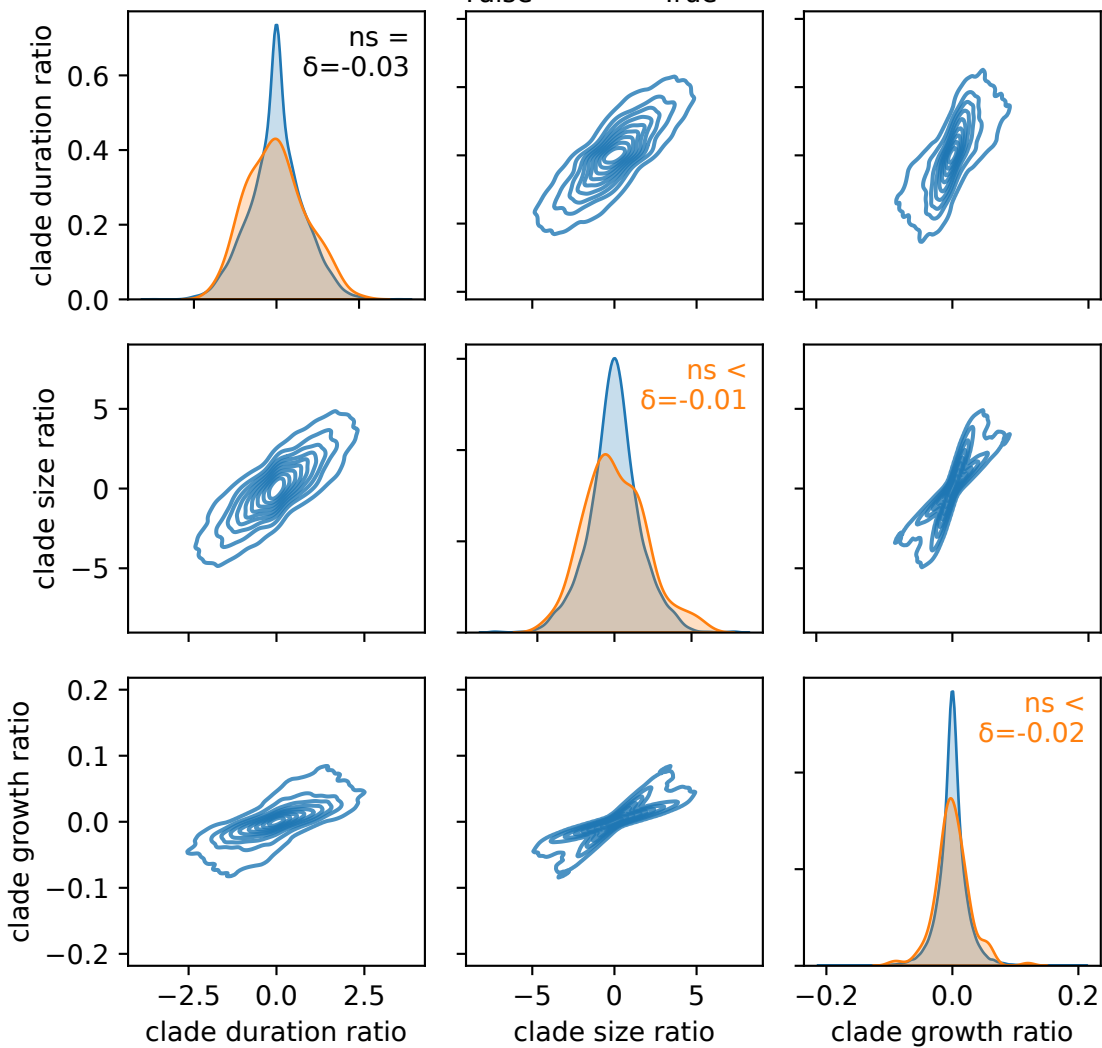 clade duration ratio
0.6
0.4
0.2
0.0
ns =
δ=-0.03
clade size ratio
5
0
−5
ns <
δ=-0.01
clade growth ratio
0.2
0.1
0.0
−0.1
−0.2
ns <
δ=-0.02
−2.5 0.0 2.5
−5 0 5
−0.2 0.0 0.2
clade duration ratio
clade size ratio
clade growth ratio